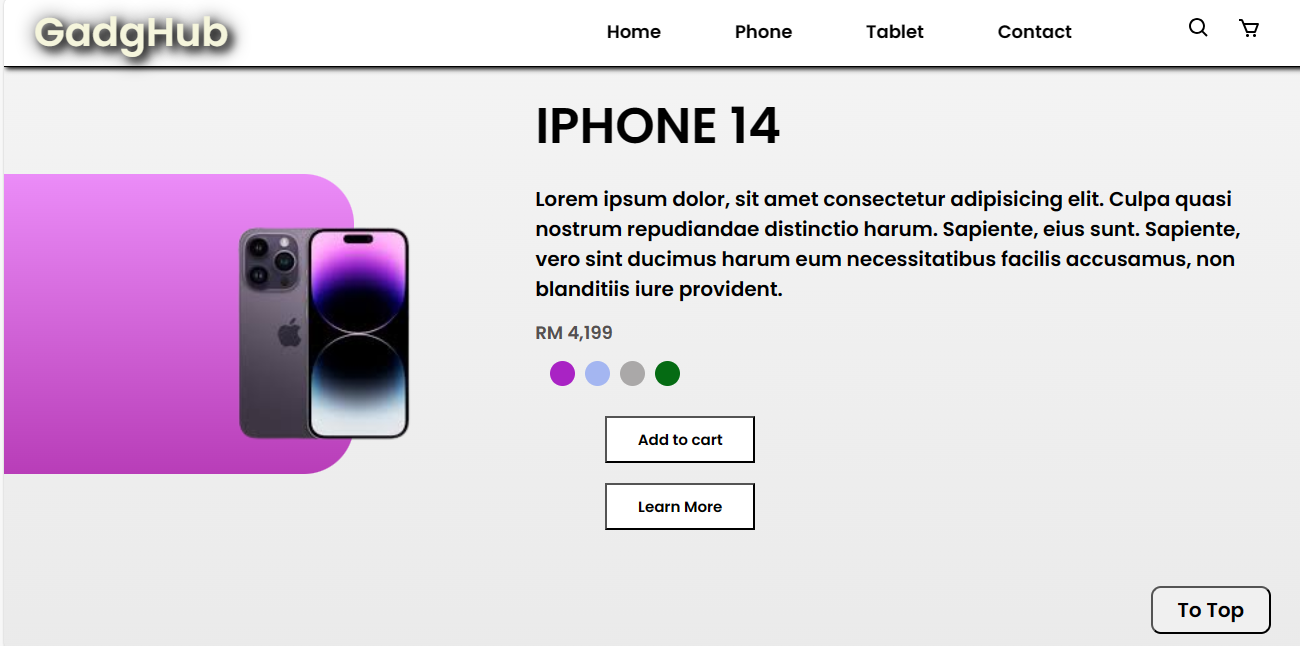 GadgHub
Home Phone Tablet Contact
IPHONE 14
Lorem ipsum dolor, sit amet consectetur adipisicing elit. Culpa quasi
nostrum repudiandae distinctio harum. Sapiente, eius sunt. Sapiente,
vero sint ducimus harum eum necessitatibus facilis accusamus, non
blanditiis iure provident.
RM 4,199
Add to cart
Learn More
To Top